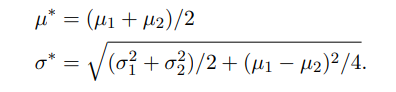 μ* = (μ₁ + μ₂)/2
σ* = √((σ₁² + σ₂²)/2 + (μ₁ − μ₂)²/4.